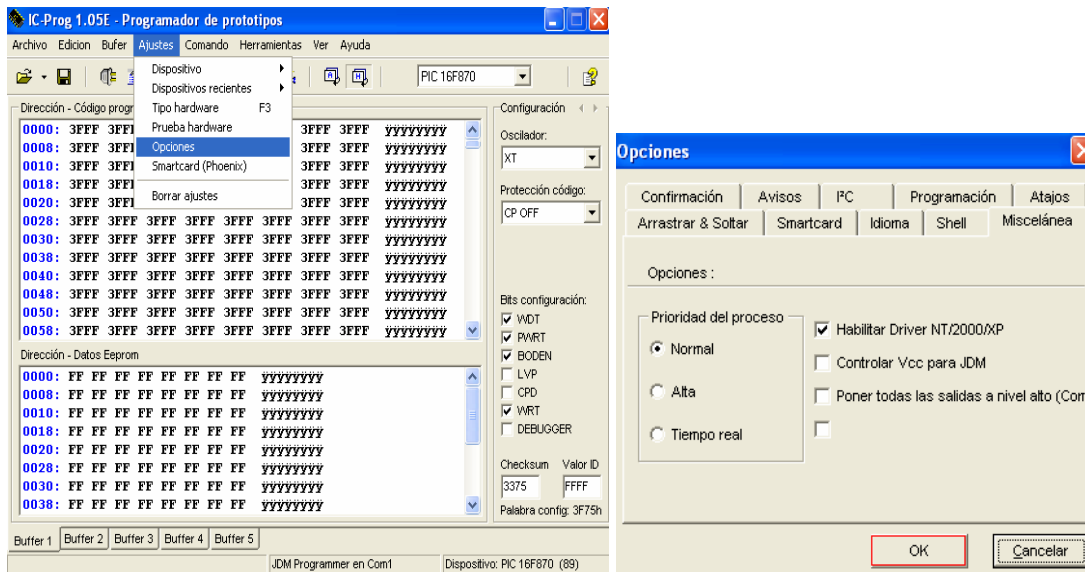 IC-Prog 1.05E - Programador de prototipos
Archivo Edicion Bufer Ajustes Comando Herramientas Ver Ayuda
PIC 16F870
Dispositivo
Dispositivos recientes
Tipo hardware F3
Prueba hardware
Opciones
Smartcard (Phoenix)
Borrar ajustes
Dirección - Código progr
0000: 3FFF 3FFF 3FFF 3FFF ÿÿÿÿÿÿÿÿ
0008: 3FFF 3FFF 3FFF 3FFF ÿÿÿÿÿÿÿÿ
0010: 3FFF 3FFF 3FFF 3FFF ÿÿÿÿÿÿÿÿ
0018: 3FFF 3FFF 3FFF 3FFF ÿÿÿÿÿÿÿÿ
0020: 3FFF 3FFF 3FFF 3FFF ÿÿÿÿÿÿÿÿ
0028: 3FFF 3FFF 3FFF 3FFF 3FFF 3FFF 3FFF 3FFF ÿÿÿÿÿÿÿÿ
0030: 3FFF 3FFF 3FFF 3FFF 3FFF 3FFF 3FFF 3FFF ÿÿÿÿÿÿÿÿ
0038: 3FFF 3FFF 3FFF 3FFF 3FFF 3FFF 3FFF 3FFF ÿÿÿÿÿÿÿÿ
0040: 3FFF 3FFF 3FFF 3FFF 3FFF 3FFF 3FFF 3FFF ÿÿÿÿÿÿÿÿ
0048: 3FFF 3FFF 3FFF 3FFF 3FFF 3FFF 3FFF 3FFF ÿÿÿÿÿÿÿÿ
0050: 3FFF 3FFF 3FFF 3FFF 3FFF 3FFF 3FFF 3FFF ÿÿÿÿÿÿÿÿ
0058: 3FFF 3FFF 3FFF 3FFF 3FFF 3FFF 3FFF 3FFF ÿÿÿÿÿÿÿÿ
Dirección - Datos Eeprom
0000: FF FF FF FF FF FF FF FF ÿÿÿÿÿÿÿÿ
0008: FF FF FF FF FF FF FF FF ÿÿÿÿÿÿÿÿ
0010: FF FF FF FF FF FF FF FF ÿÿÿÿÿÿÿÿ
0018: FF FF FF FF FF FF FF FF ÿÿÿÿÿÿÿÿ
0020: FF FF FF FF FF FF FF FF ÿÿÿÿÿÿÿÿ
0028: FF FF FF FF FF FF FF FF ÿÿÿÿÿÿÿÿ
0030: FF FF FF FF FF FF FF FF ÿÿÿÿÿÿÿÿ
0038: FF FF FF FF FF FF FF FF ÿÿÿÿÿÿÿÿ
Configuración
Oscilador:
XT
Protección código:
CP OFF
Bits configuración:
WDT
PWRT
BODEN
LVP
CPD
WRT
DEBUGGER
Checksum Valor ID
3375 FFFF
Palabra config: 3F75h
Buffer 1 Buffer 2 Buffer 3 Buffer 4 Buffer 5
JDM Programmer en Com1 Dispositivo: PIC 16F870 (89)
Opciones
Confirmación Avisos I²C Programación Atajos
Arrastrar & Soltar Smartcard Idioma Shell Miscelánea
Opciones :
Prioridad del proceso
Normal
Alta
Tiempo real
Habilitar Driver NT/2000/XP
Controlar Vcc para JDM
Poner todas las salidas a nivel alto (Com
OK Cancelar